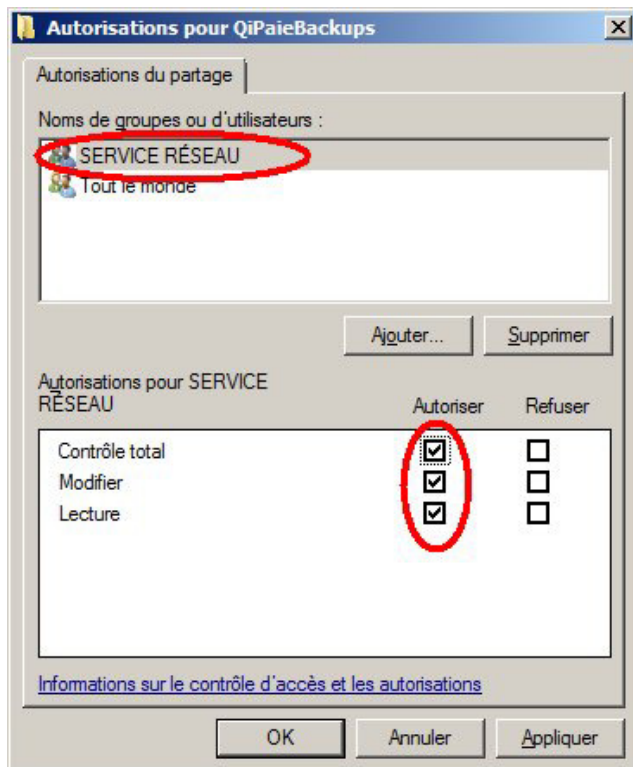 Autorisations pour QiPaieBackups
Autorisations du partage
Noms de groupes ou d'utilisateurs :
SERVICE RÉSEAU
Tout le monde
Ajouter... Supprimer
Autorisations pour SERVICE
RÉSEAU Autoriser Refuser
Contrôle total
Modifier
Lecture
Informations sur le contrôle d'accès et les autorisations
OK Annuler Appliquer